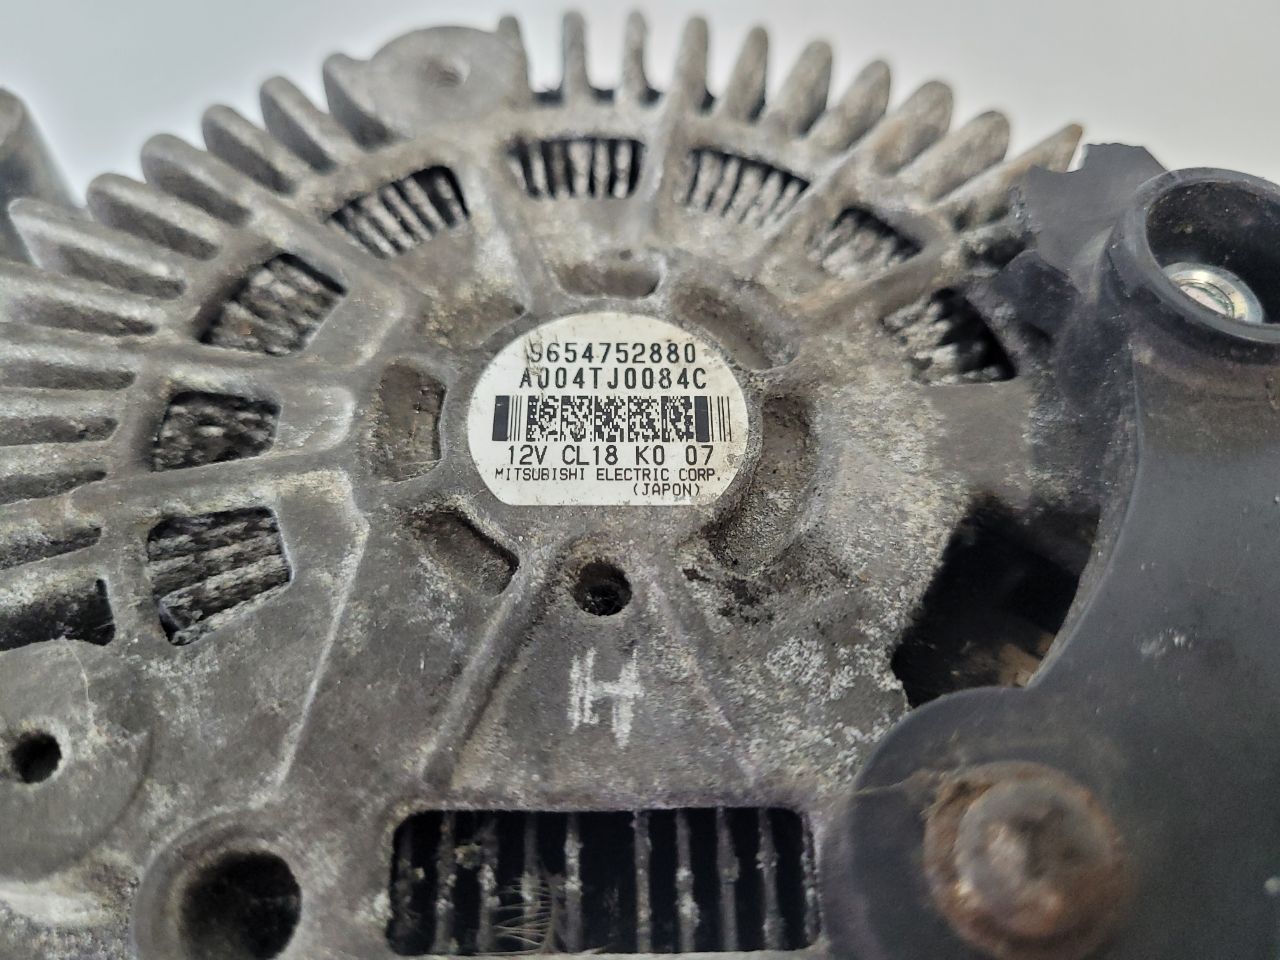 9654752880
A004TJ0084C
12V CL18 K0 07
MITSUBISHI ELECTRIC CORP.
(JAPON)
H